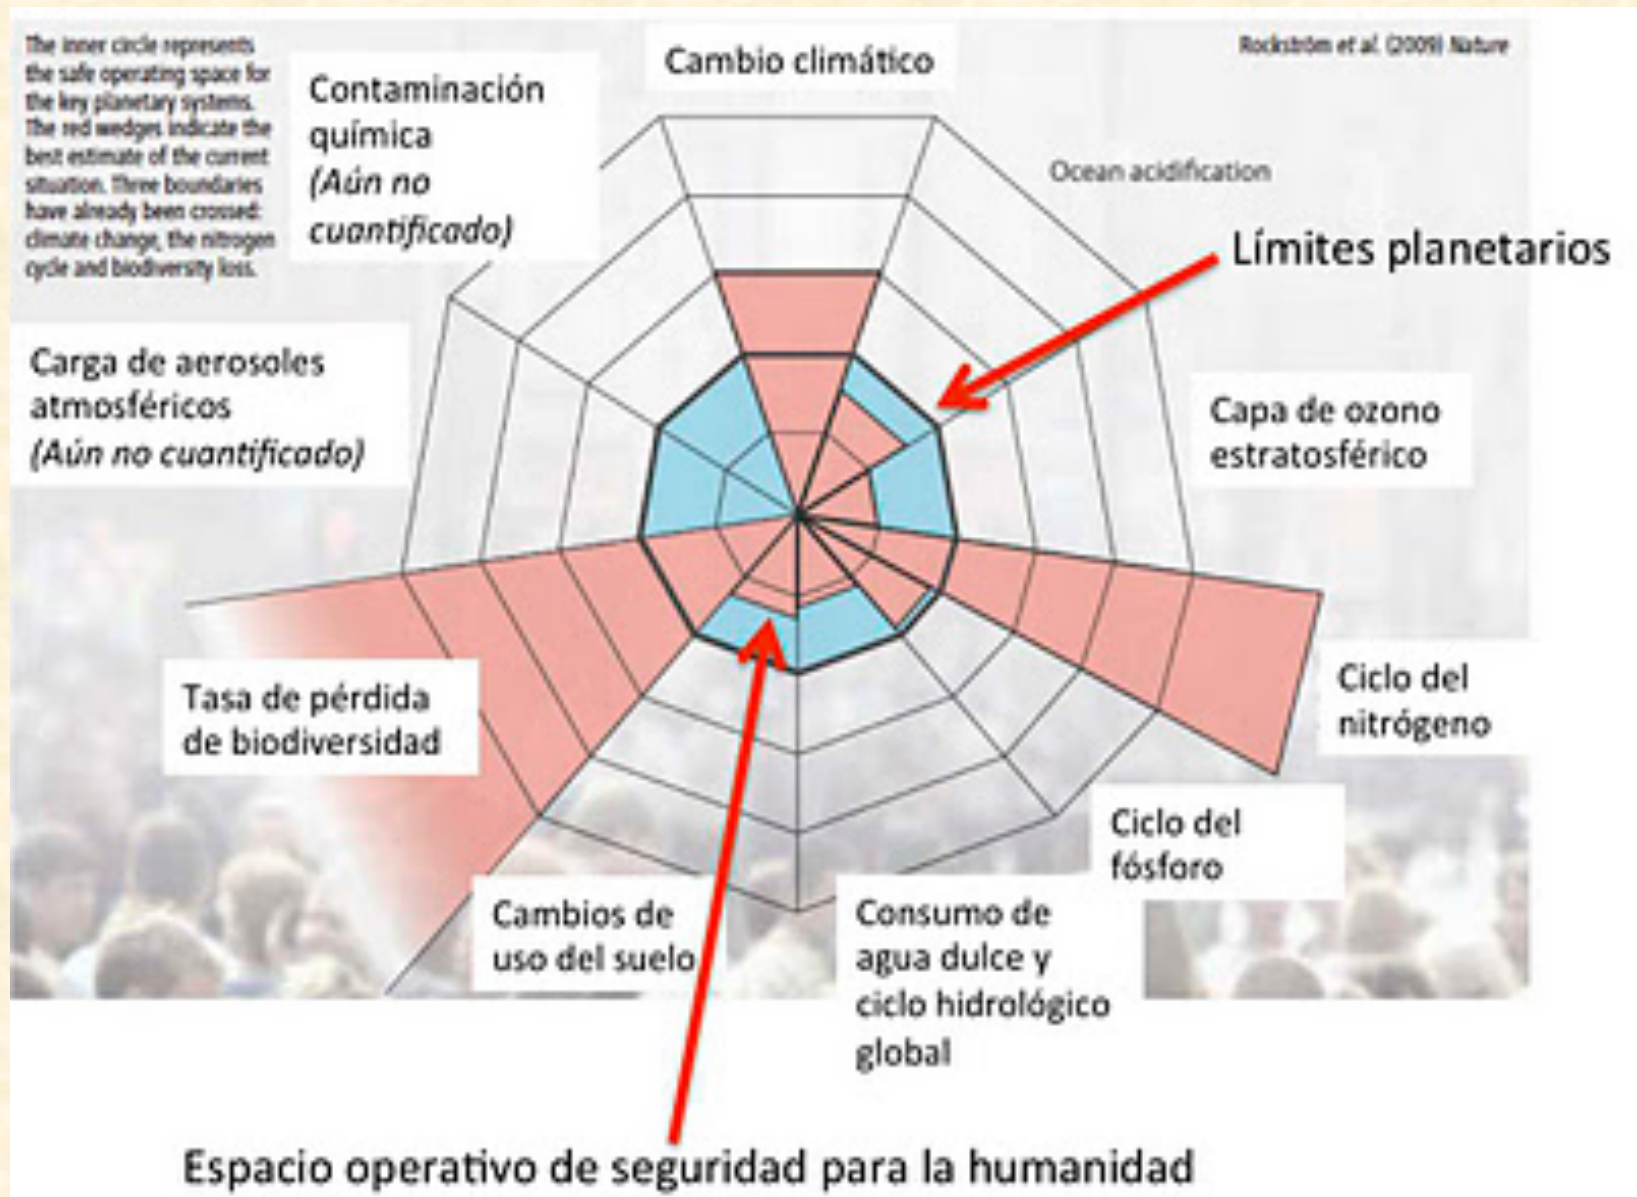 The inner circle represents
the safe operating space for
the key planetary systems.
The red wedges indicate the
best estimate of the current
situation. Three boundaries
have already been crossed:
climate change, the nitrogen
cycle and biodiversity loss.
Contaminación
química
(Aún no
cuantificado)
Cambio climático
Rockström et al. (2009) Nature
Ocean acidification
Límites planetarios
Carga de aerosoles
atmosféricos
(Aún no cuantificado)
Capa de ozono
estratosférico
Tasa de pérdida
de biodiversidad
Ciclo del
nitrógeno
Ciclo del
fósforo
Cambios de
uso del suelo
Consumo de
agua dulce y
ciclo hidrológico
global
Espacio operativo de seguridad para la humanidad